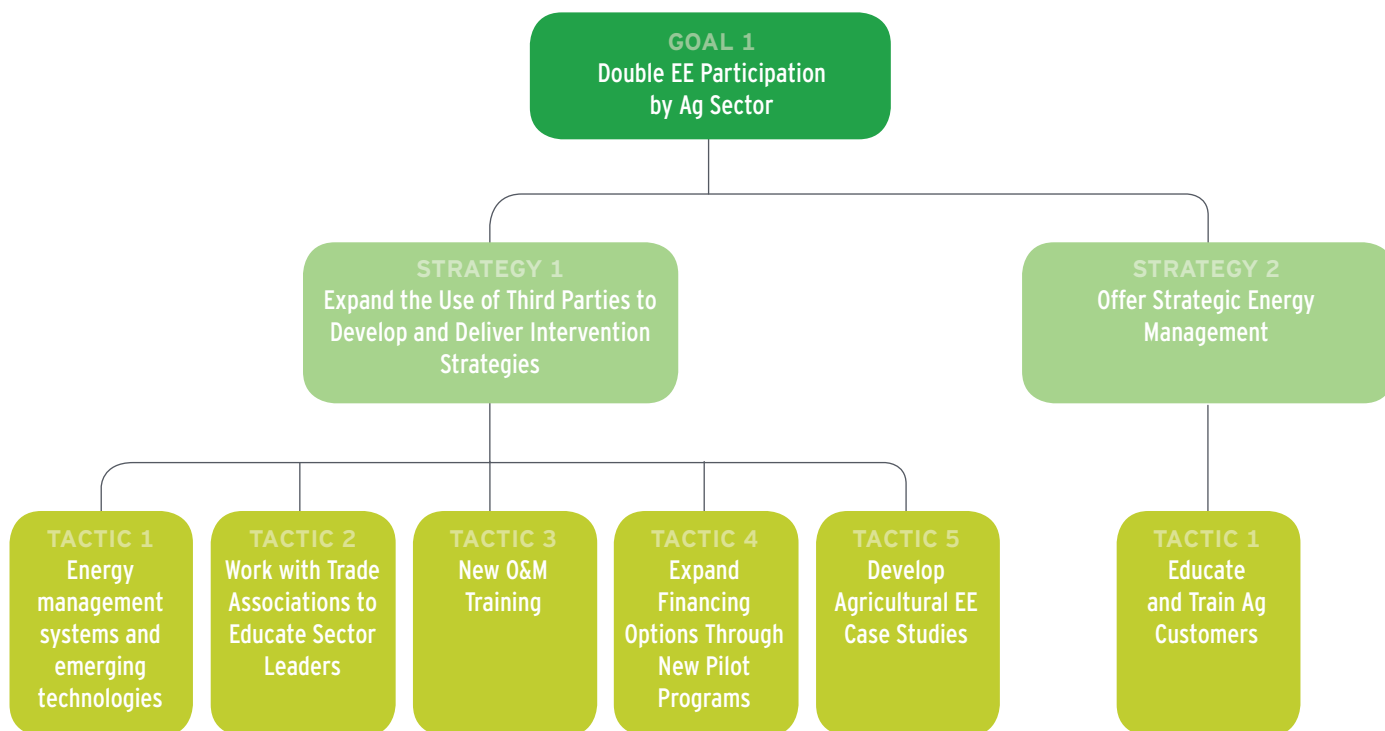 GOAL 1
Double EE Participation
by Ag Sector
STRATEGY 1
Expand the Use of Third Parties to
Develop and Deliver Intervention
Strategies
STRATEGY 2
Offer Strategic Energy
Management
TACTIC 1
Energy
management
systems and
emerging
technologies
TACTIC 2
Work with Trade
Associations to
Educate Sector
Leaders
TACTIC 3
New O&M
Training
TACTIC 4
Expand
Financing
Options Through
New Pilot
Programs
TACTIC 5
Develop
Agricultural EE
Case Studies
TACTIC 1
Educate
and Train Ag
Customers